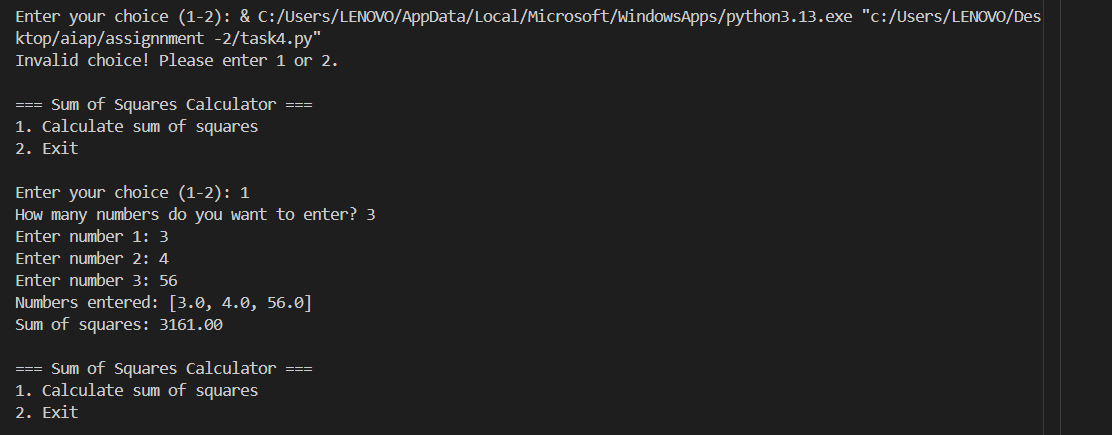 Enter your choice (1-2): & C:/Users/LENOVO/AppData/Local/Microsoft/WindowsApps/python3.13.exe "c:/Users/LENOVO/Des
ktop/aiap/assignnment -2/task4.py"
Invalid choice! Please enter 1 or 2.
=== Sum of Squares Calculator ===
1. Calculate sum of squares
2. Exit
Enter your choice (1-2): 1
How many numbers do you want to enter? 3
Enter number 1: 3
Enter number 2: 4
Enter number 3: 56
Numbers entered: [3.0, 4.0, 56.0]
Sum of squares: 3161.00
=== Sum of Squares Calculator ===
1. Calculate sum of squares
2. Exit